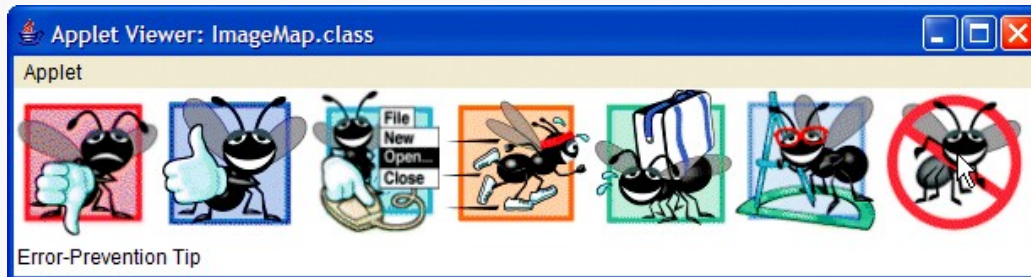 Applet Viewer: ImageMap.class
Applet
File
New
Open...
Close
Error-Prevention Tip